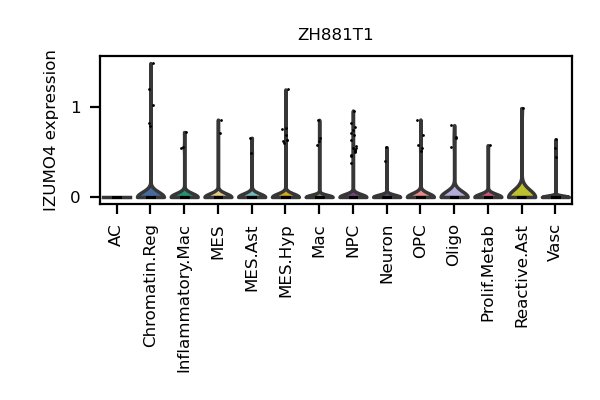 ZH881T1
IZUMO4 expression
1
0
AC
Chromatin.Reg
Inflammatory.Mac
MES
MES.Ast
MES.Hyp
Mac
NPC
Neuron
OPC
Oligo
Prolif.Metab
Reactive.Ast
Vasc